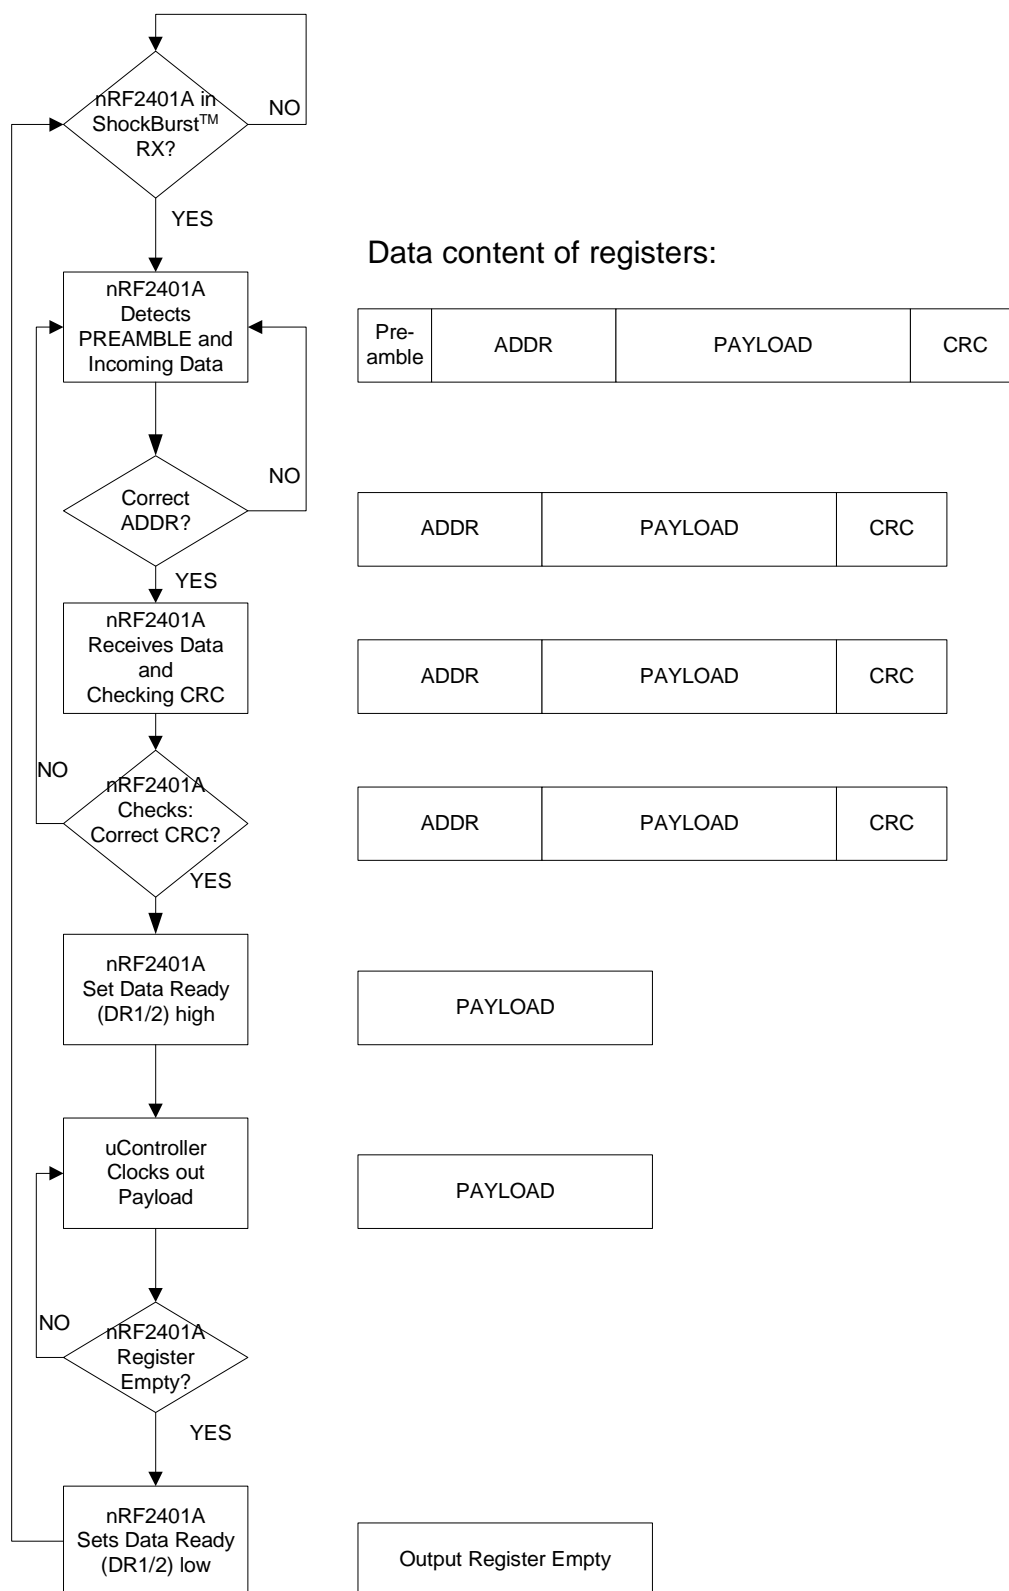 nRF2401A in
ShockBurst™
RX?
NO
YES
Data content of registers:
nRF2401A
Detects
PREAMBLE and
Incoming Data
Pre-
amble
ADDR
PAYLOAD
CRC
NO
Correct
ADDR?
ADDR
PAYLOAD
CRC
YES
nRF2401A
Receives Data
and
Checking CRC
ADDR
PAYLOAD
CRC
NO
nRF2401A
Checks:
Correct CRC?
ADDR
PAYLOAD
CRC
YES
nRF2401A
Set Data Ready
(DR1/2) high
PAYLOAD
uController
Clocks out
Payload
PAYLOAD
NO
nRF2401A
Register
Empty?
YES
nRF2401A
Sets Data Ready
(DR1/2) low
Output Register Empty